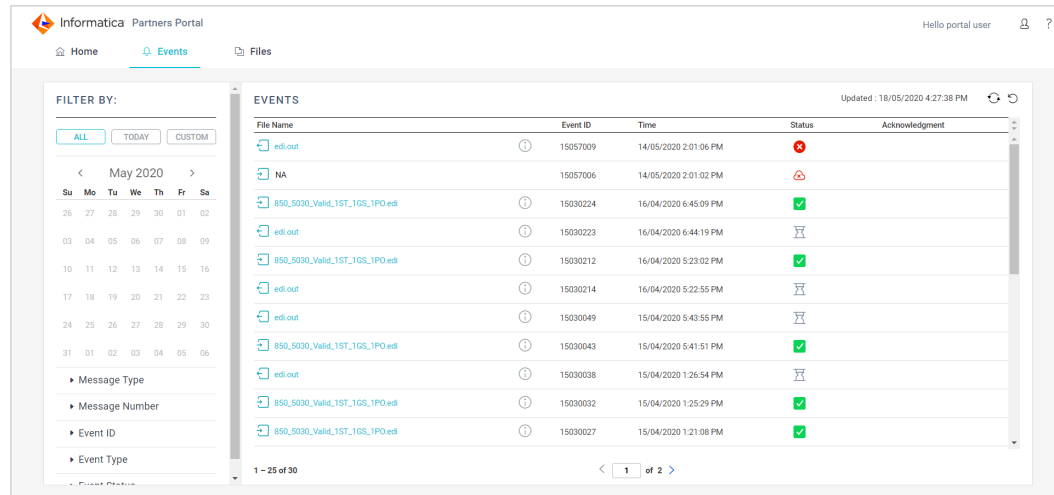 Informatica Partners Portal
Hello portal user ?
Home Events Files
FILTER BY:
ALL TODAY CUSTOM
May 2020
Su Mo Tu We Th Fr Sa
26 27 28 29 30 01 02
03 04 05 06 07 08 09
10 11 12 13 14 15 16
17 18 19 20 21 22 23
24 25 26 27 28 29 30
31 01 02 03 04 05 06
Message Type
Message Number
Event ID
Event Type
Event Status
EVENTS
Updated : 18/05/2020 4:27:38 PM
File Name Event ID Time Status Acknowledgment
edi.out 15057009 14/05/2020 2:01:06 PM
NA 15057006 14/05/2020 2:01:02 PM
850_5030_Valid_1ST_1GS_1PO.edi 15030224 16/04/2020 6:45:09 PM
edi.out 15030223 16/04/2020 6:44:19 PM
850_5030_Valid_1ST_1GS_1PO.edi 15030212 16/04/2020 5:23:02 PM
edi.out 15030214 16/04/2020 5:22:55 PM
edi.out 15030049 15/04/2020 5:43:55 PM
850_5030_Valid_1ST_1GS_1PO.edi 15030043 15/04/2020 5:41:51 PM
edi.out 15030038 15/04/2020 1:26:54 PM
850_5030_Valid_1ST_1GS_1PO.edi 15030032 15/04/2020 1:25:29 PM
850_5030_Valid_1ST_1GS_1PO.edi 15030027 15/04/2020 1:21:08 PM
1 – 25 of 30
1 of 2